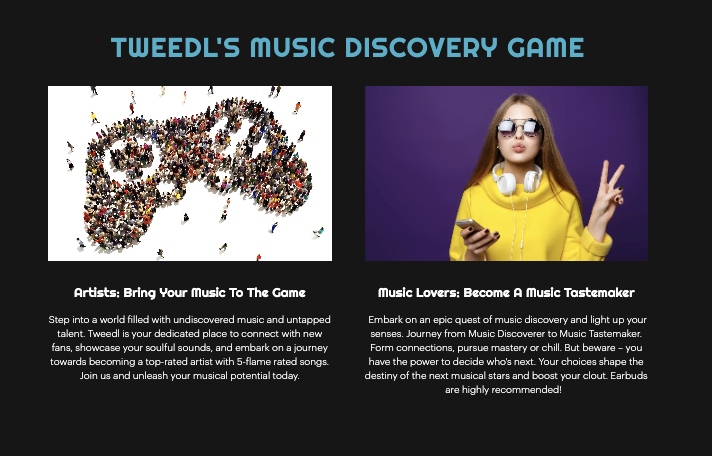 TWEEDL'S MUSIC DISCOVERY GAME
Artists: Bring Your Music To The Game
Step into a world filled with undiscovered music and untapped
talent. Tweedl is your dedicated place to connect with new
fans, showcase your soulful sounds, and embark on a journey
towards becoming a top-rated artist with 5-flame rated songs.
Join us and unleash your musical potential today.
Music Lovers: Become A Music Tastemaker
Embark on an epic quest of music discovery and light up your
senses. Journey from Music Discoverer to Music Tastemaker.
Form connections, pursue mastery or chill. But beware – you
have the power to decide who's next. Your choices shape the
destiny of the next musical stars and boost your clout. Earbuds
are highly recommended!